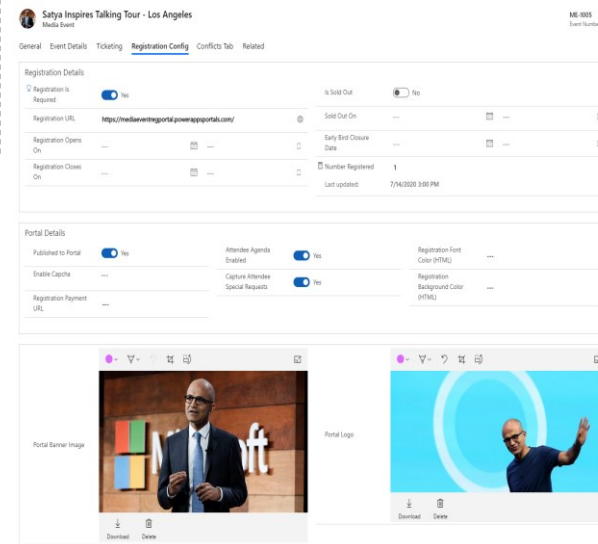 Satya Inspires Talking Tour - Los Angeles
Media Event
ME-1005
Event Number
General Event Details Ticketing Registration Config Conflicts Tab Related
Registration Details
Registration Is Required
Yes
Is Sold Out
No
Registration URL
https://mediaeventregportal.powerappsportals.com/
Sold Out On
---
---
Registration Opens On
---
---
Early Bird Closure Date
---
---
Registration Closes On
---
---
Number Registered
1
Last updated:
7/14/2020 3:00 PM
Portal Details
Published to Portal
Yes
Attendee Agenda Enabled
Yes
Registration Font Color (HTML)
---
Enable Capcha
---
Capture Attendee Special Requests
Yes
Registration Background Color (HTML)
---
Registration Payment URL
---
Portal Banner Image
Download Delete
Portal Logo
Download Delete